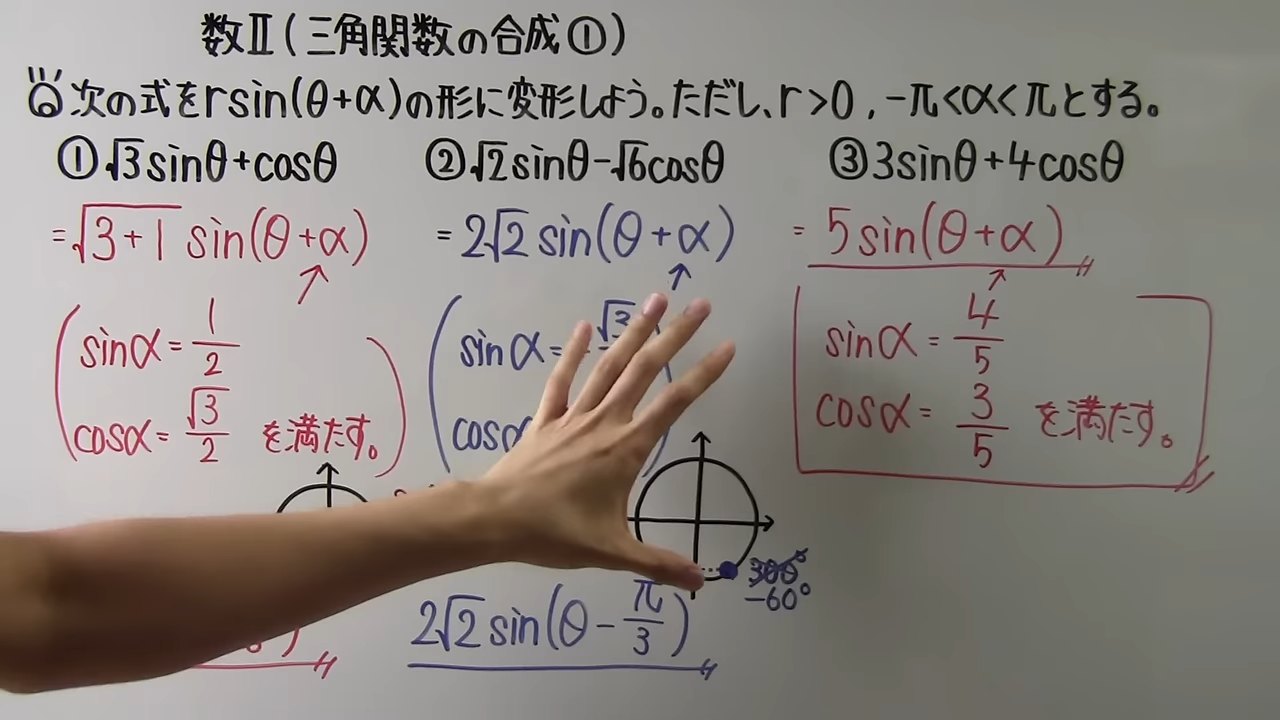 数Ⅱ(三角関数の合成①)
次の式をrsin(θ+α)の形に変形しよう。ただし、r>0, -π<α<πとする。
①√3sinθ+cosθ
=√3+1 sin(θ+α)
↗
sinα=1/2
cosα=√3/2 を満たす。
②√2sinθ-√6cosθ
=2√2sin(θ+α)
↗
sinα=-
cosα
300°
-60°
2√2sin(θ-π/3)
③3sinθ+4cosθ
=5sin(θ+α)
↗
sinα=4/5
cosα=3/5 を満たす。